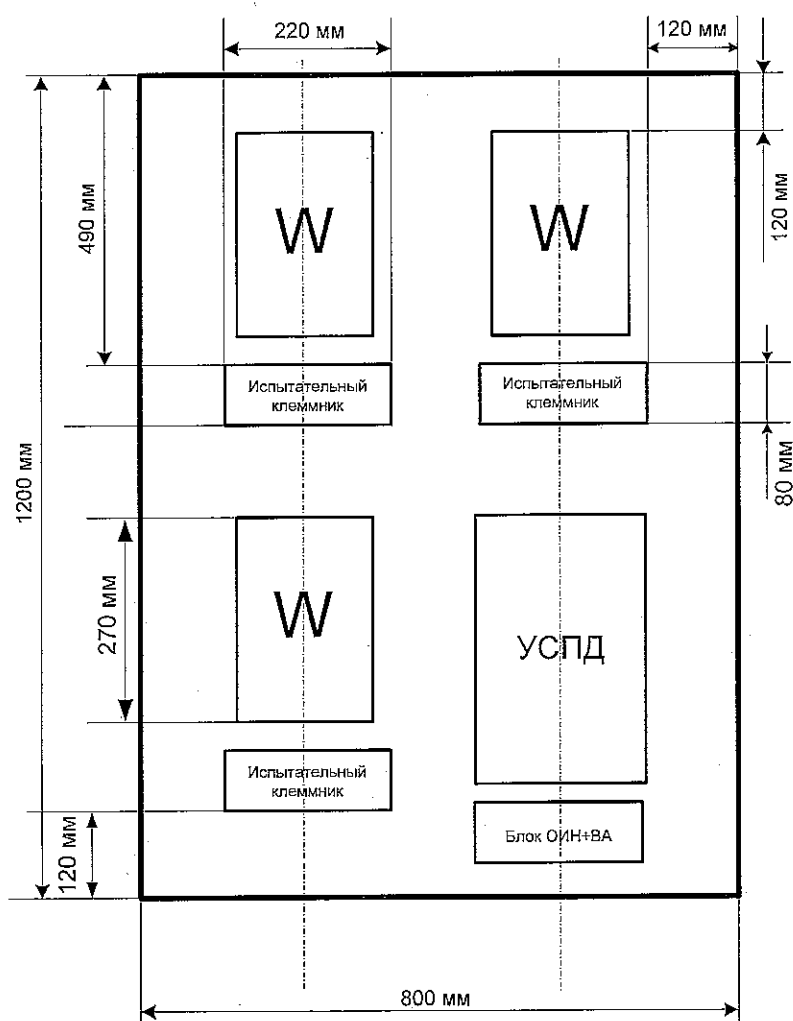 220 мм
120 мм
490 мм
W
W
120 мм
Испытательный
клеммник
Испытательный
клеммник
80 мм
1200 мм
270 мм
W
УСПД
Испытательный
клеммник
Блок ОИН+ВА
120 мм
800 мм